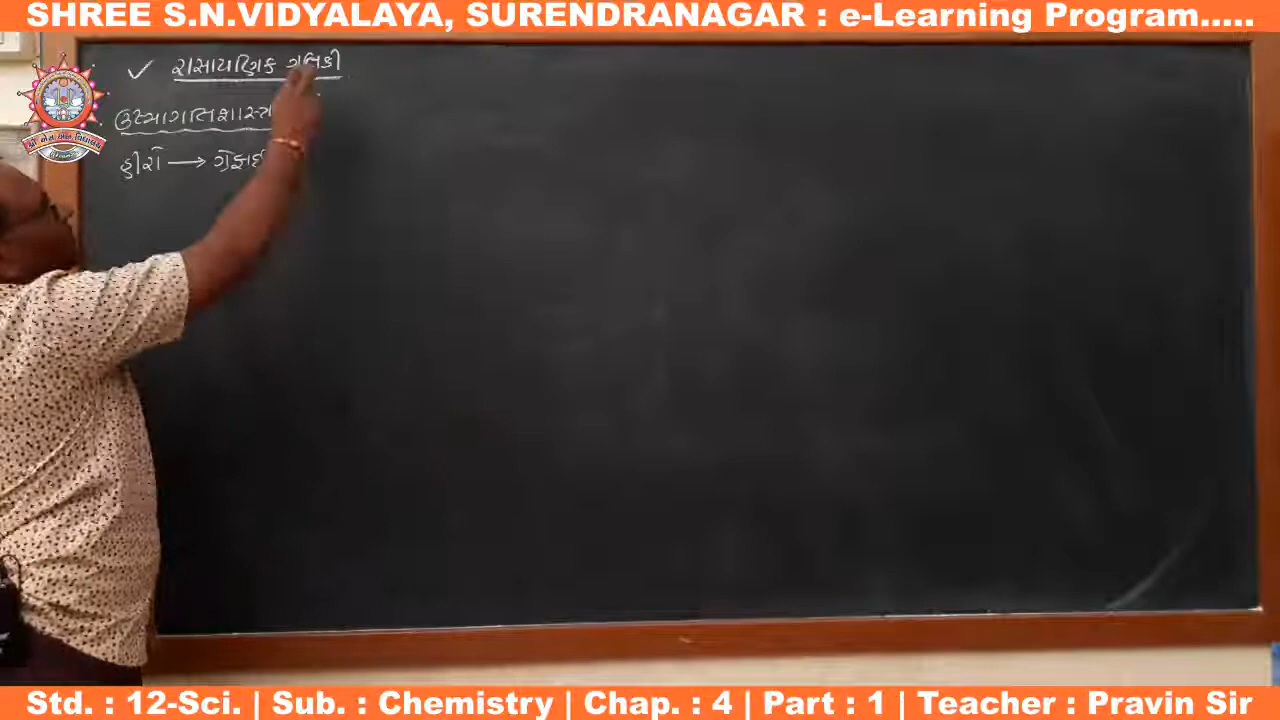 SHREE S.N.VIDYALAYA, SURENDRANAGAR : e-Learning Program.....
✓ રાસાયણિક ગતિકી
ઉષ્માગતિશાસ્ત્ર
હીરો → ગ્રેફાઈ
Std. : 12-Sci. | Sub. : Chemistry | Chap. : 4 | Part : 1 | Teacher : Pravin Sir